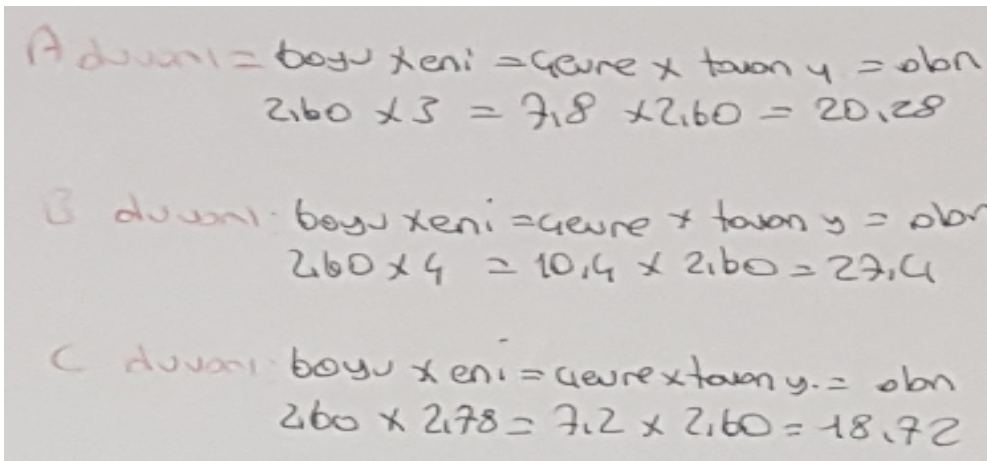 A duvarı = boyu x eni = Çevre x tavan y = alan
2,60 x 3 = 7,8 x 2,60 = 20,28
B duvarı: boyu x eni = Çevre x tavan y = alan
2,60 x 4 = 10,4 x 2,60 = 27,4
C duvarı: boyu x eni = Çevre x tavan y. = alan
2,60 x 2,78 = 7.2 x 2,60 = 18,72